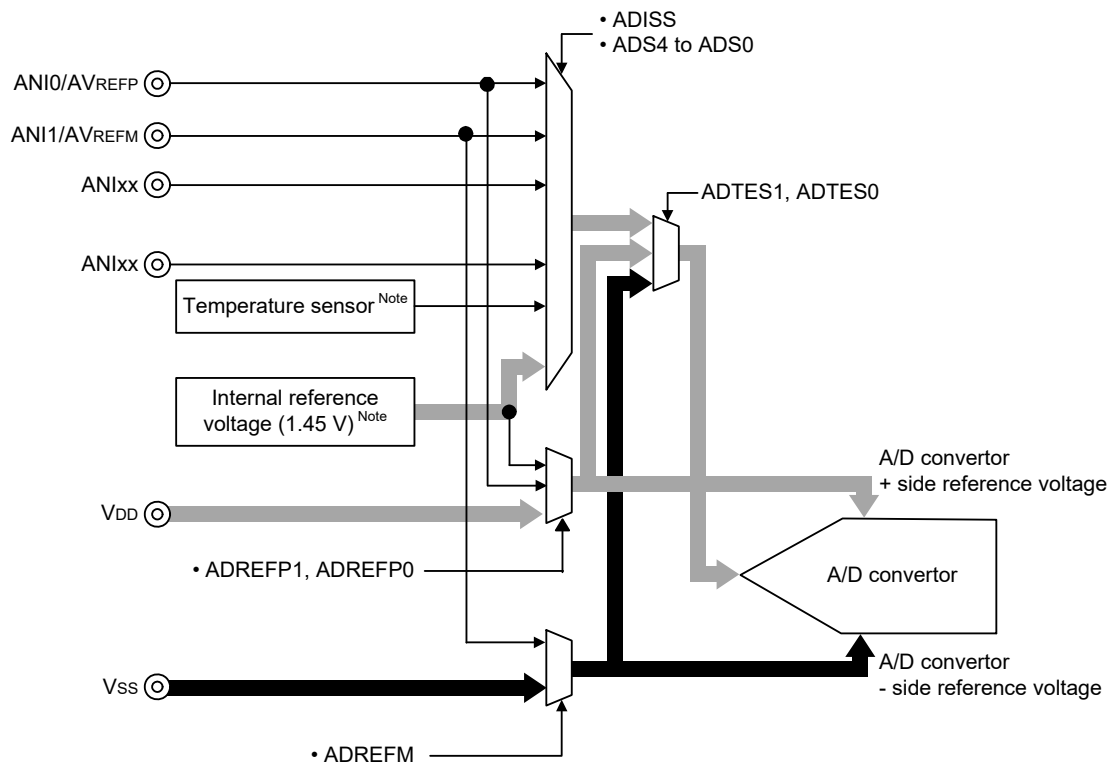 • ADISS
• ADS4 to ADS0
ANI0/AVREFP
ANI1/AVREFM
ANIxx
ADTES1, ADTES0
ANIxx
Temperature sensor Note
Internal reference
voltage (1.45 V) Note
A/D convertor
+ side reference voltage
VDD
• ADREFP1, ADREFP0
A/D convertor
A/D convertor
- side reference voltage
VSS
• ADREFM